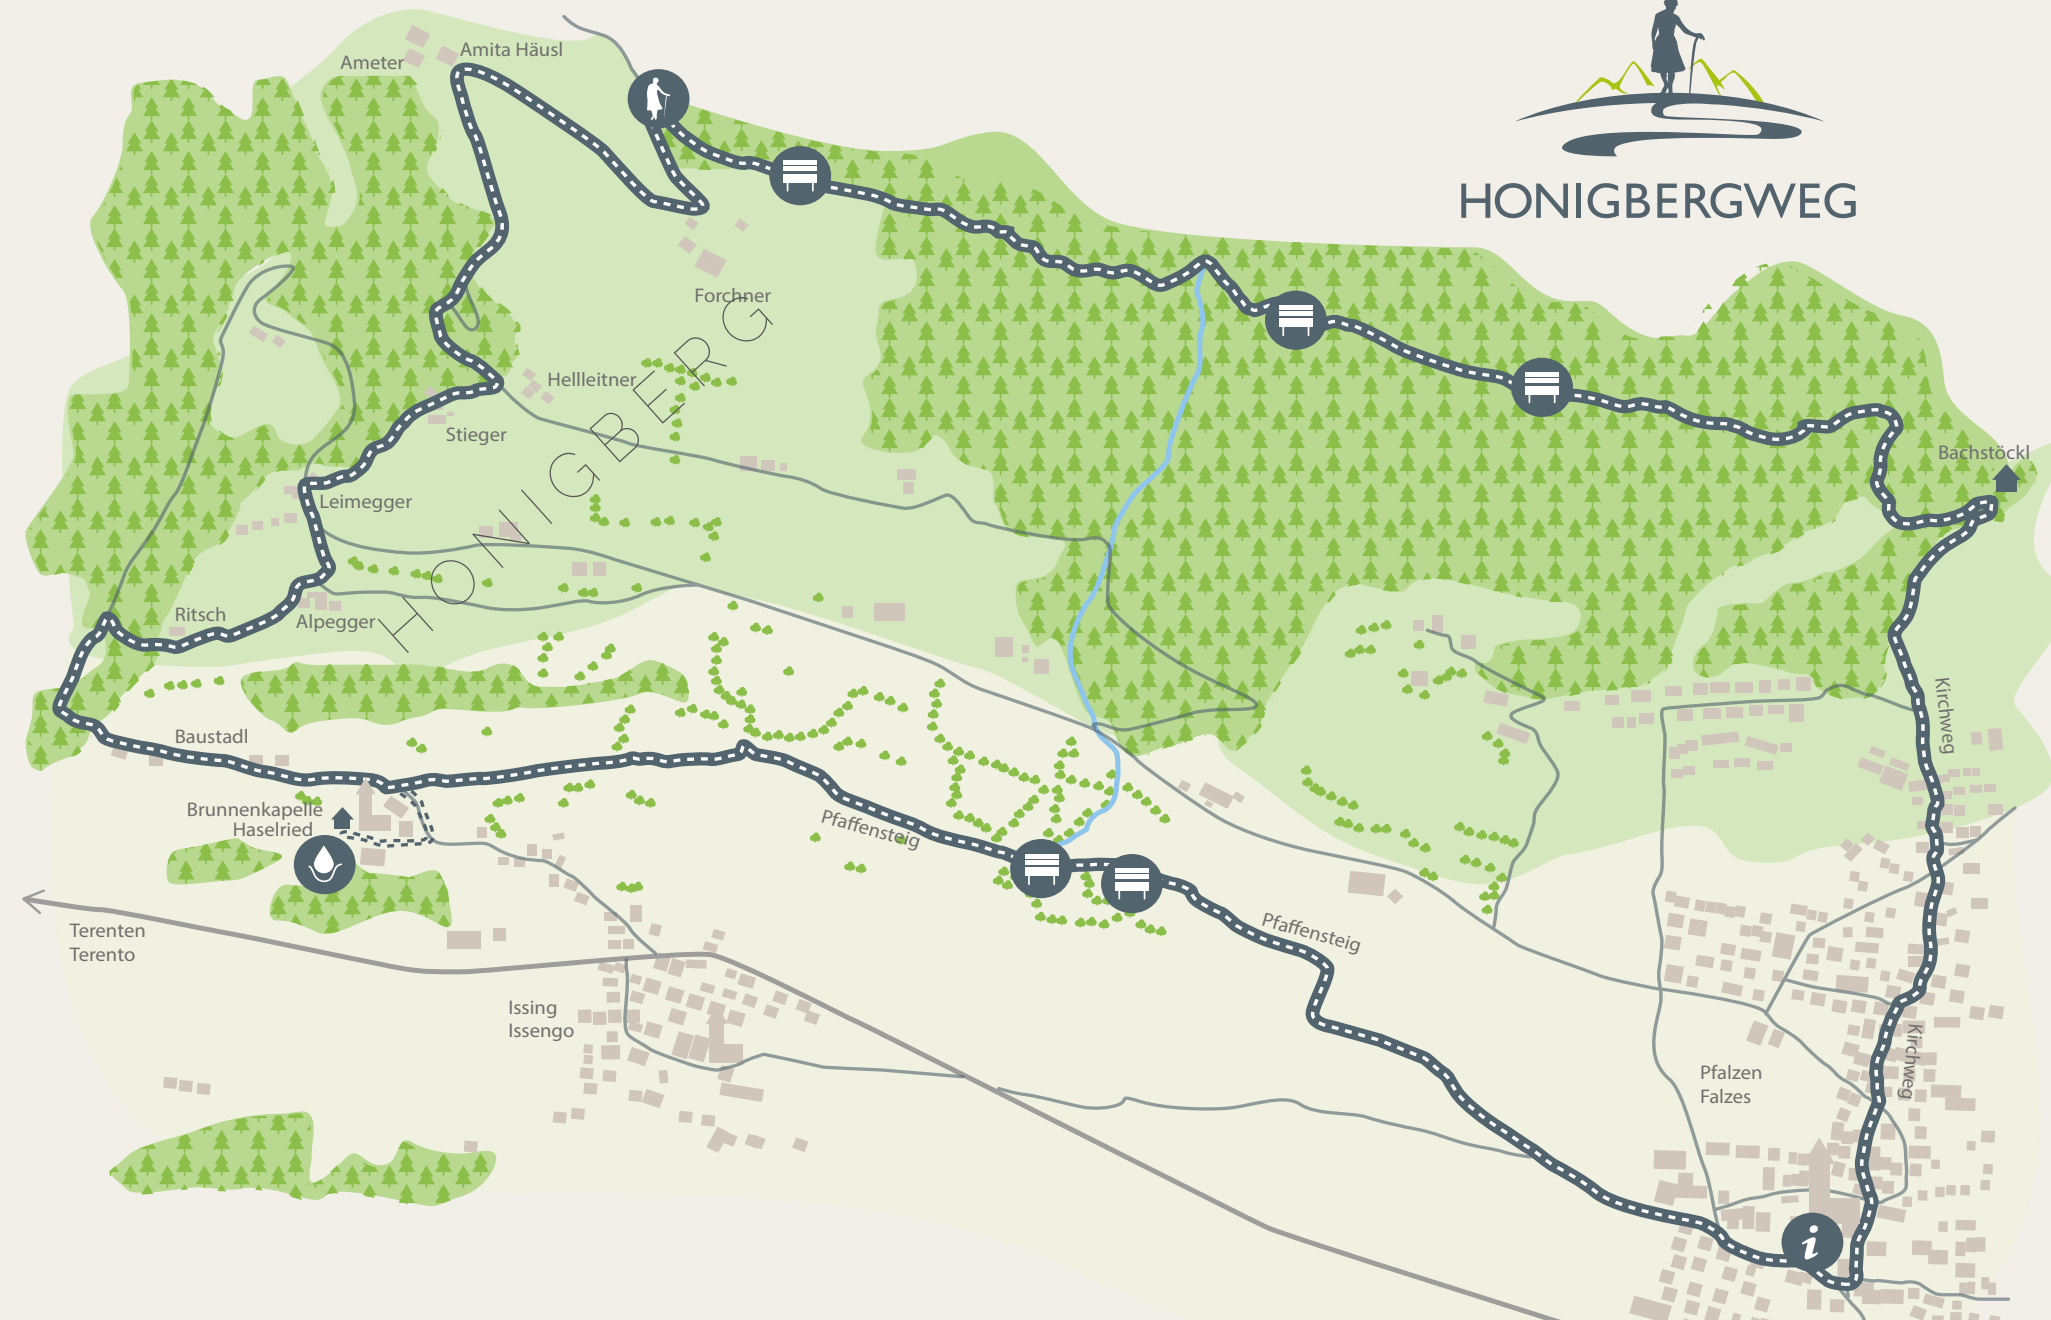 Ameter
Amita Häusl
HONIGBERGWEG
Forchner
HONIGBERG
Hellleitner
Stieger
Bachstöckl
Leimegger
Ritsch
Alpegger
Kirchweg
Baustadl
Brunnenkapelle
Haselried
Pfaffensteig
Pfaffensteig
Terenten
Terento
Issing
Issengo
Kirchweg
Pfalzen
Falzes
i